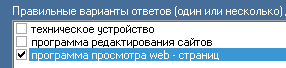 Правильные варианты ответов (один или несколько)
техническое устройство
программа редактирования сайтов
программа просмотра web - страниц